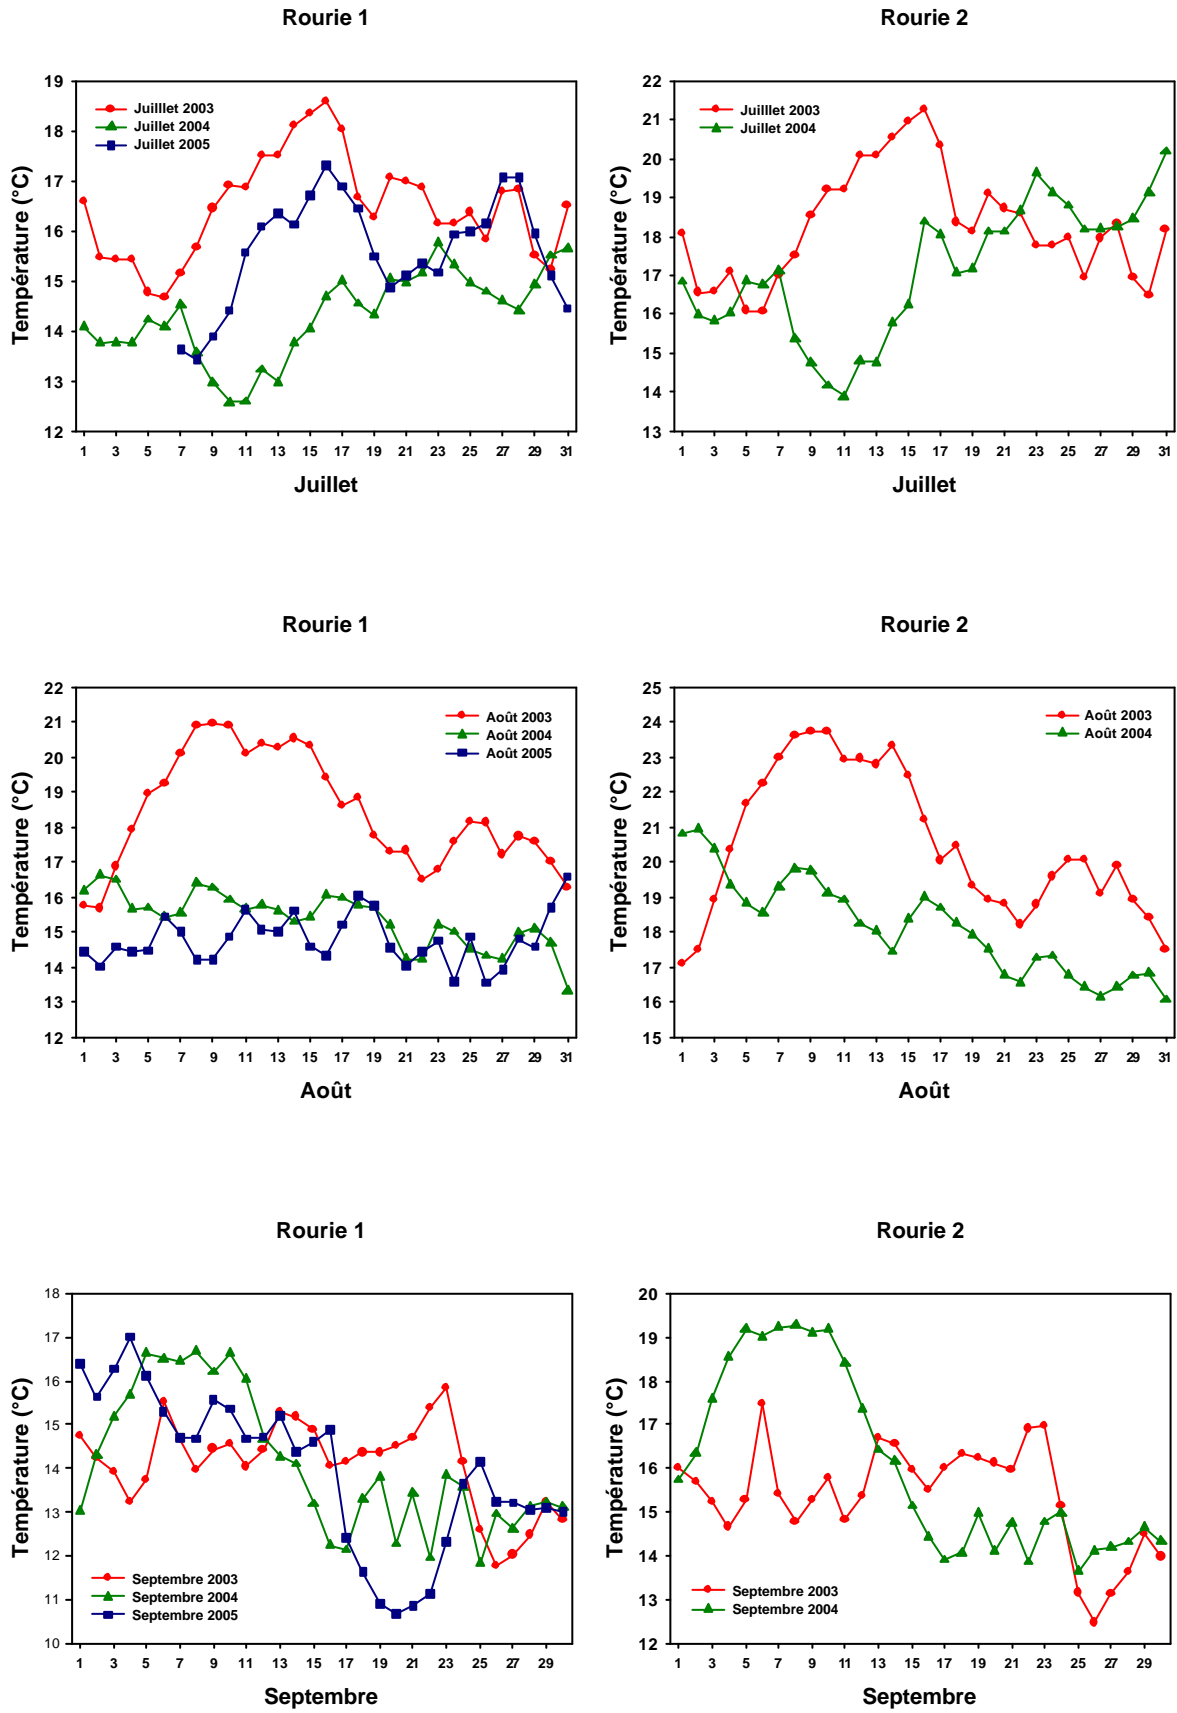 Rourie 1
19
18
17
16
15
14
13
12
Température (°C)
Juilllet 2003
Juillet 2004
Juillet 2005
1 3 5 7 9 11 13 15 17 19 21 23 25 27 29 31
Juillet
Rourie 2
22
21
20
19
18
17
16
15
14
13
Température (°C)
Juilllet 2003
Juillet 2004
1 3 5 7 9 11 13 15 17 19 21 23 25 27 29 31
Juillet
Rourie 1
22
21
20
19
18
17
16
15
14
13
12
Température (°C)
Août 2003
Août 2004
Août 2005
1 3 5 7 9 11 13 15 17 19 21 23 25 27 29 31
Août
Rourie 2
25
24
23
22
21
20
19
18
17
16
15
Température (°C)
Août 2003
Août 2004
1 3 5 7 9 11 13 15 17 19 21 23 25 27 29 31
Août
Rourie 1
18
17
16
15
14
13
12
11
10
Température (°C)
Septembre 2003
Septembre 2004
Septembre 2005
1 3 5 7 9 11 13 15 17 19 21 23 25 27 29
Septembre
Rourie 2
20
19
18
17
16
15
14
13
12
Température (°C)
Septembre 2003
Septembre 2004
1 3 5 7 9 11 13 15 17 19 21 23 25 27 29
Septembre